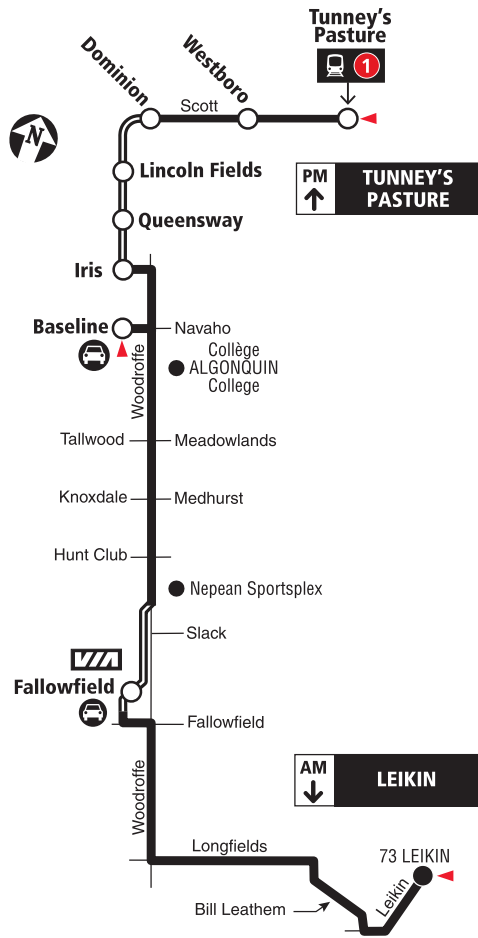 Tunney's
Pasture
1
Dominion
Westboro
Scott
N
Lincoln Fields
PM
TUNNEY'S
PASTURE
Queensway
Iris
Baseline
Navaho
Woodroffe
Collège
ALGONQUIN
College
Tallwood
Meadowlands
Knoxdale
Medhurst
Hunt Club
Nepean Sportsplex
Slack
VIA
Fallowfield
Fallowfield
Woodroffe
AM
LEIKIN
Longfields
73 LEIKIN
Leikin
Bill Leathem